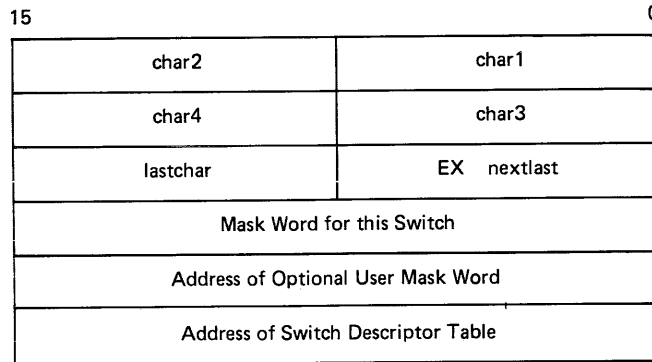 15 0
char2 char1
char4 char3
lastchar EX nextlast
Mask Word for this Switch
Address of Optional User Mask Word
Address of Switch Descriptor Table